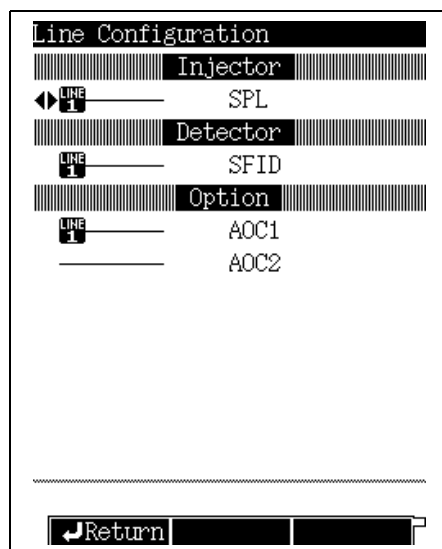 Line Configuration
Injector
LINE 1 SPL
Detector
LINE 1 SFID
Option
LINE 1 AOC1
AOC2
Return